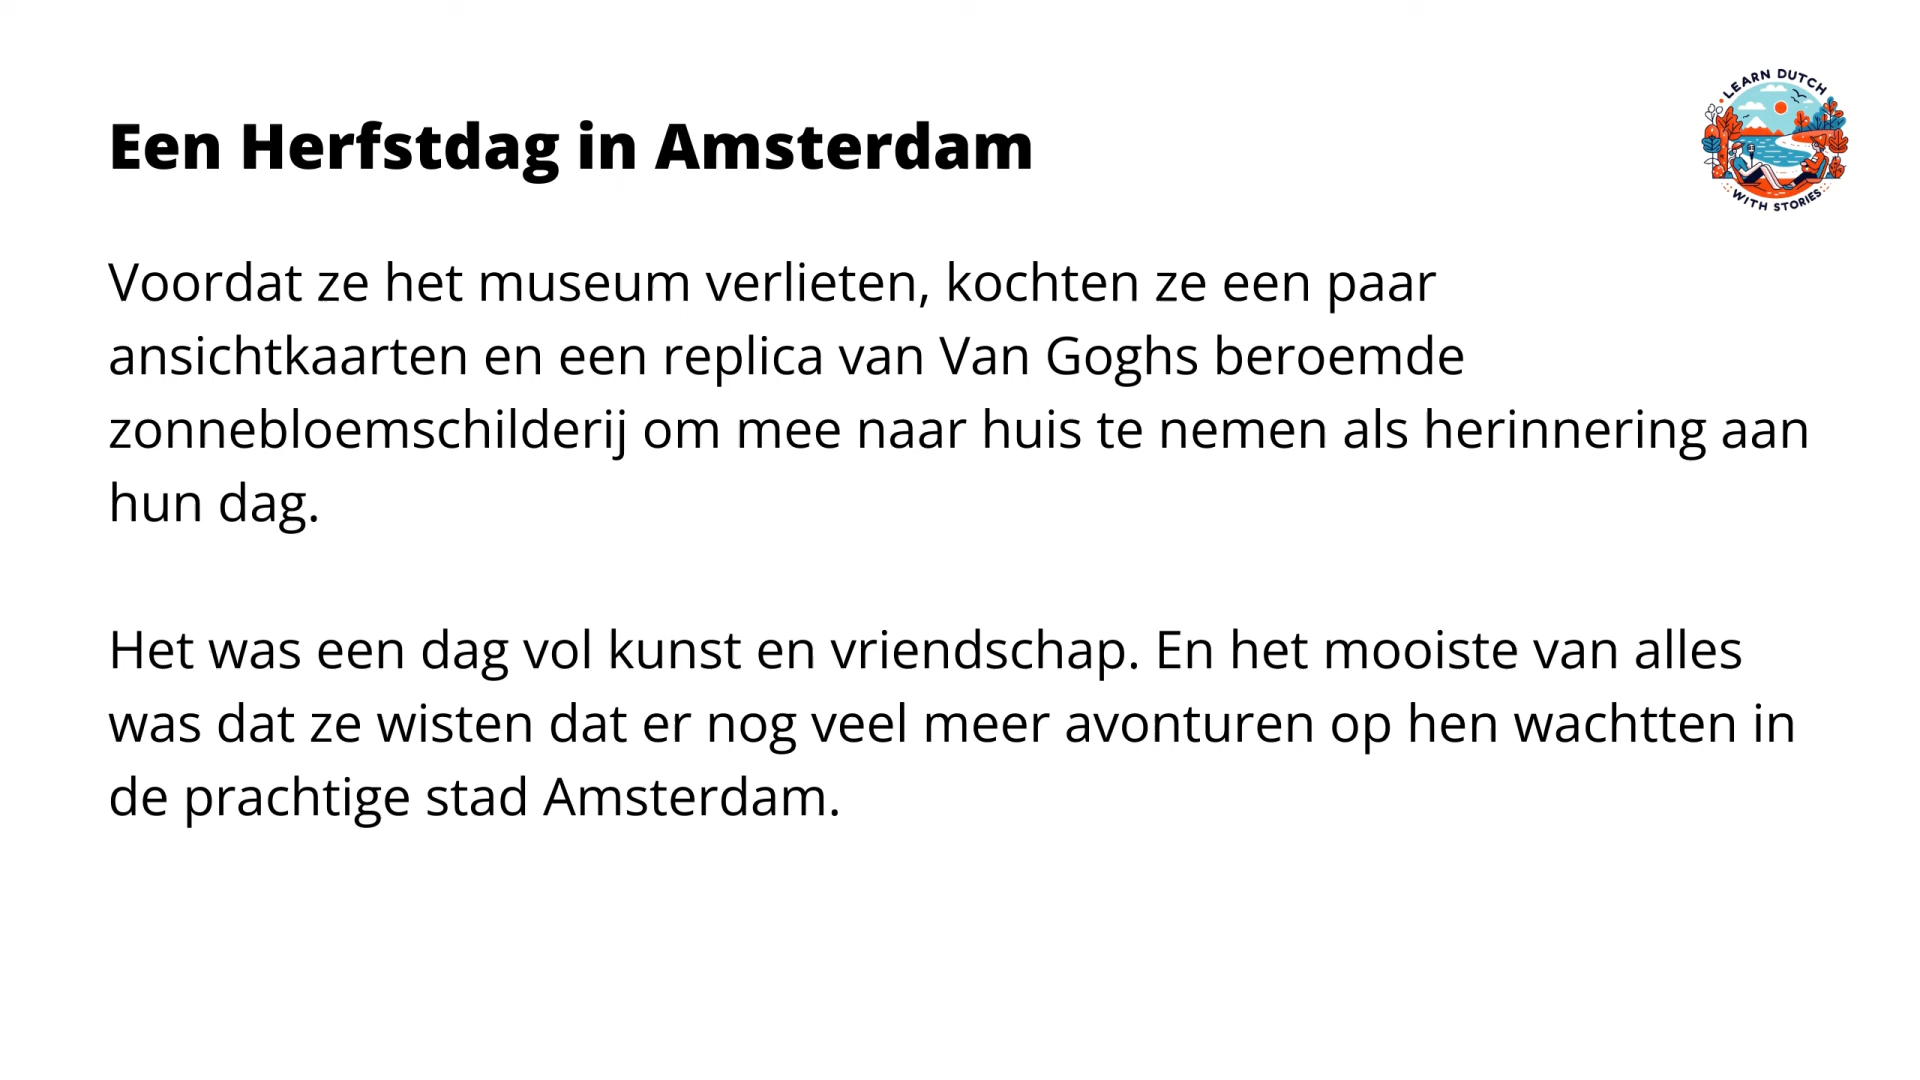 Een Herfstdag in Amsterdam
LEARN DUTCH
WITH STORIES
Voordat ze het museum verlieten, kochten ze een paar
ansichtkaarten en een replica van Van Goghs beroemde
zonnebloemschilderij om mee naar huis te nemen als herinnering aan
hun dag.
Het was een dag vol kunst en vriendschap. En het mooiste van alles
was dat ze wisten dat er nog veel meer avonturen op hen wachtten in
de prachtige stad Amsterdam.